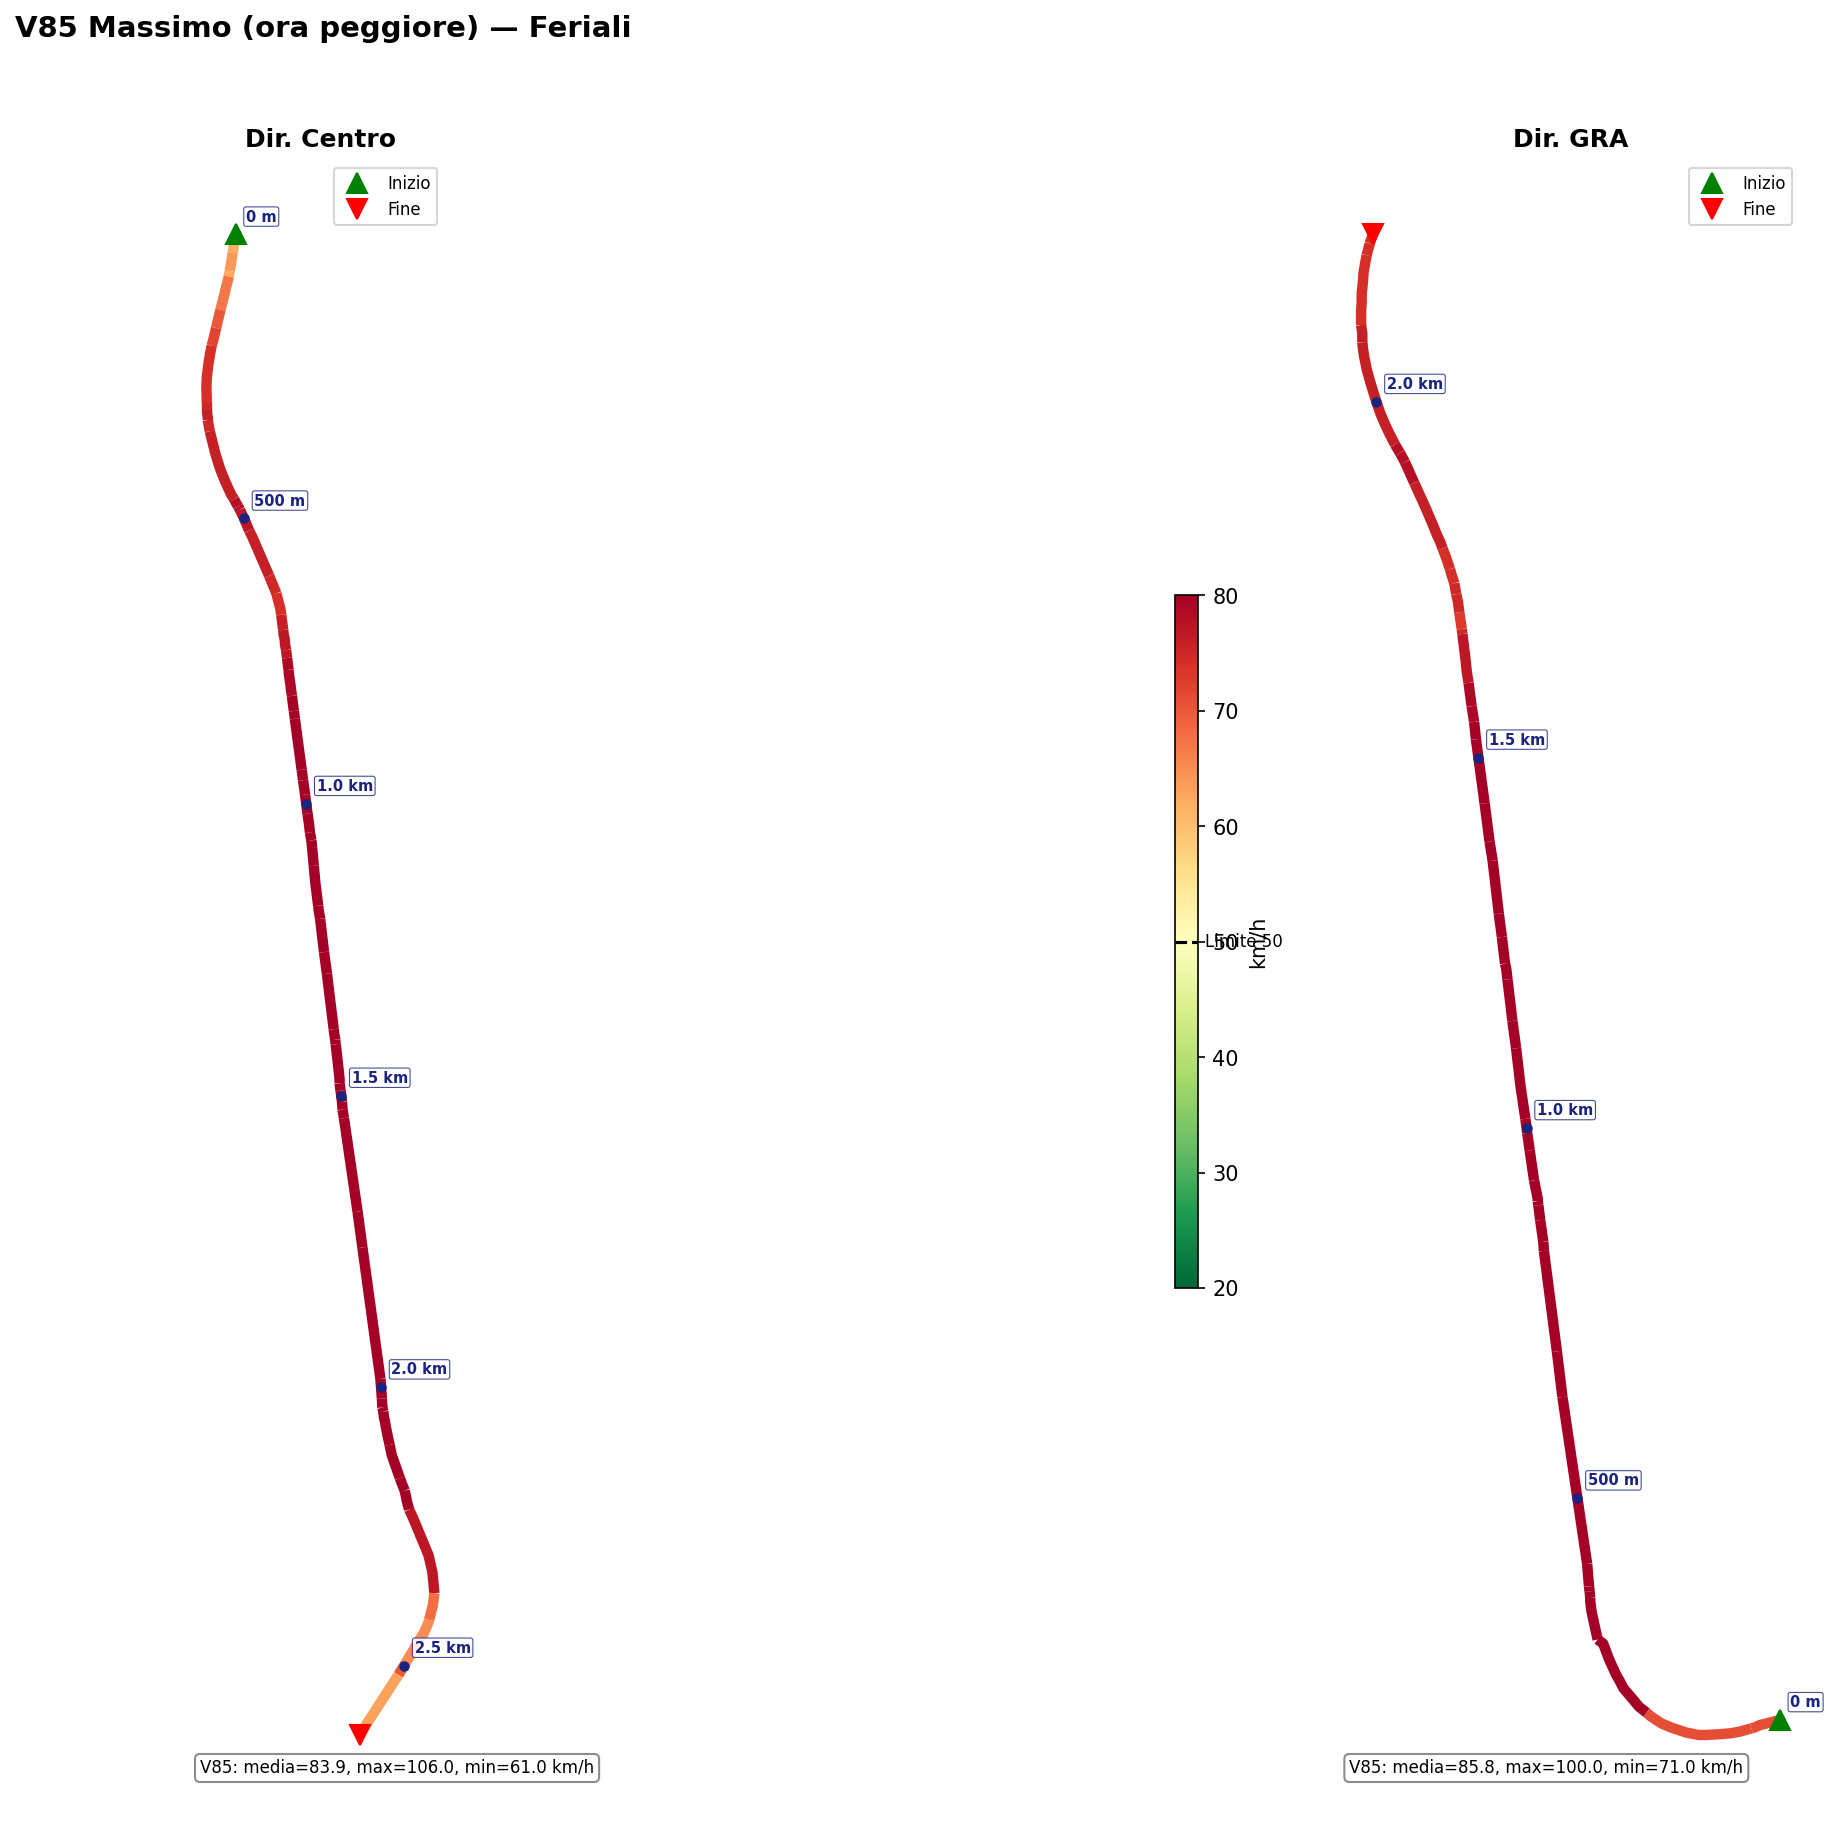 V85 Massimo (ora peggiore) — Feriali
Dir. Centro
Inizio
Fine
0 m
500 m
1.0 km
1.5 km
2.0 km
2.5 km
V85: media=83.9, max=106.0, min=61.0 km/h
80
70
60
50
Limite 50
40
30
20
km/h
Dir. GRA
Inizio
Fine
2.0 km
1.5 km
1.0 km
500 m
0 m
V85: media=85.8, max=100.0, min=71.0 km/h